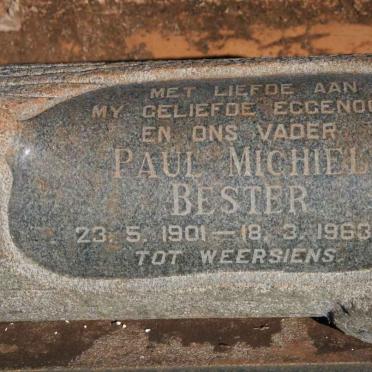 MET LIEFDE AAN
MY GELIEFDE EGGENOO
EN ONS VADER
PAUL MICHIEL
BESTER
23. 5. 1901 — 18. 3. 1963
TOT WEERSIENS.